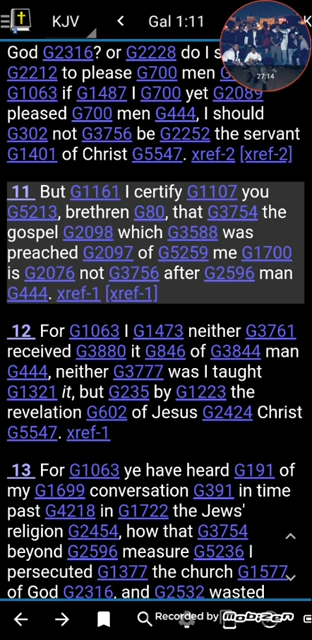 KJV
Gal 1:11
27:14
God G2316? or G2228 do I s
G2212 to please G700 men G
G1063 if G1487 I G700 yet G2089
pleased G700 men G444, I should
G302 not G3756 be G2252 the servant
G1401 of Christ G5547. xref-2 [xref-2]
11 But G1161 I certify G1107 you
G5213, brethren G80, that G3754 the
gospel G2098 which G3588 was
preached G2097 of G5259 me G1700
is G2076 not G3756 after G2596 man
G444. xref-1 [xref-1]
12 For G1063 I G1473 neither G3761
received G3880 it G846 of G3844 man
G444, neither G3777 was I taught
G1321 it, but G235 by G1223 the
revelation G602 of Jesus G2424 Christ
G5547. xref-1
13 For G1063 ye have heard G191 of
my G1699 conversation G391 in time
past G4218 in G1722 the Jews'
religion G2454, how that G3754
beyond G2596 measure G5236 I
persecuted G1377 the church G1577
of God G2316, and G2532 wasted
Recorded by mobizen